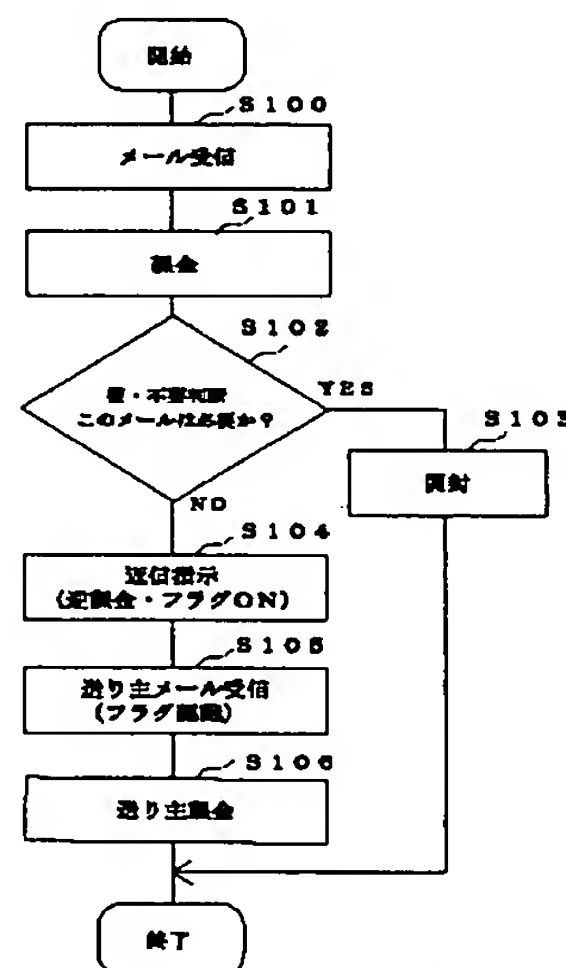 開始
S100
メール受信
S101
課金
S102
要・不要判断
このメールは必要か?
YES
NO
S103
開封
S104
返信指示
(逆課金・フラグON)
S105
送り主メール受信
(フラグ認識)
S106
送り主課金
終了